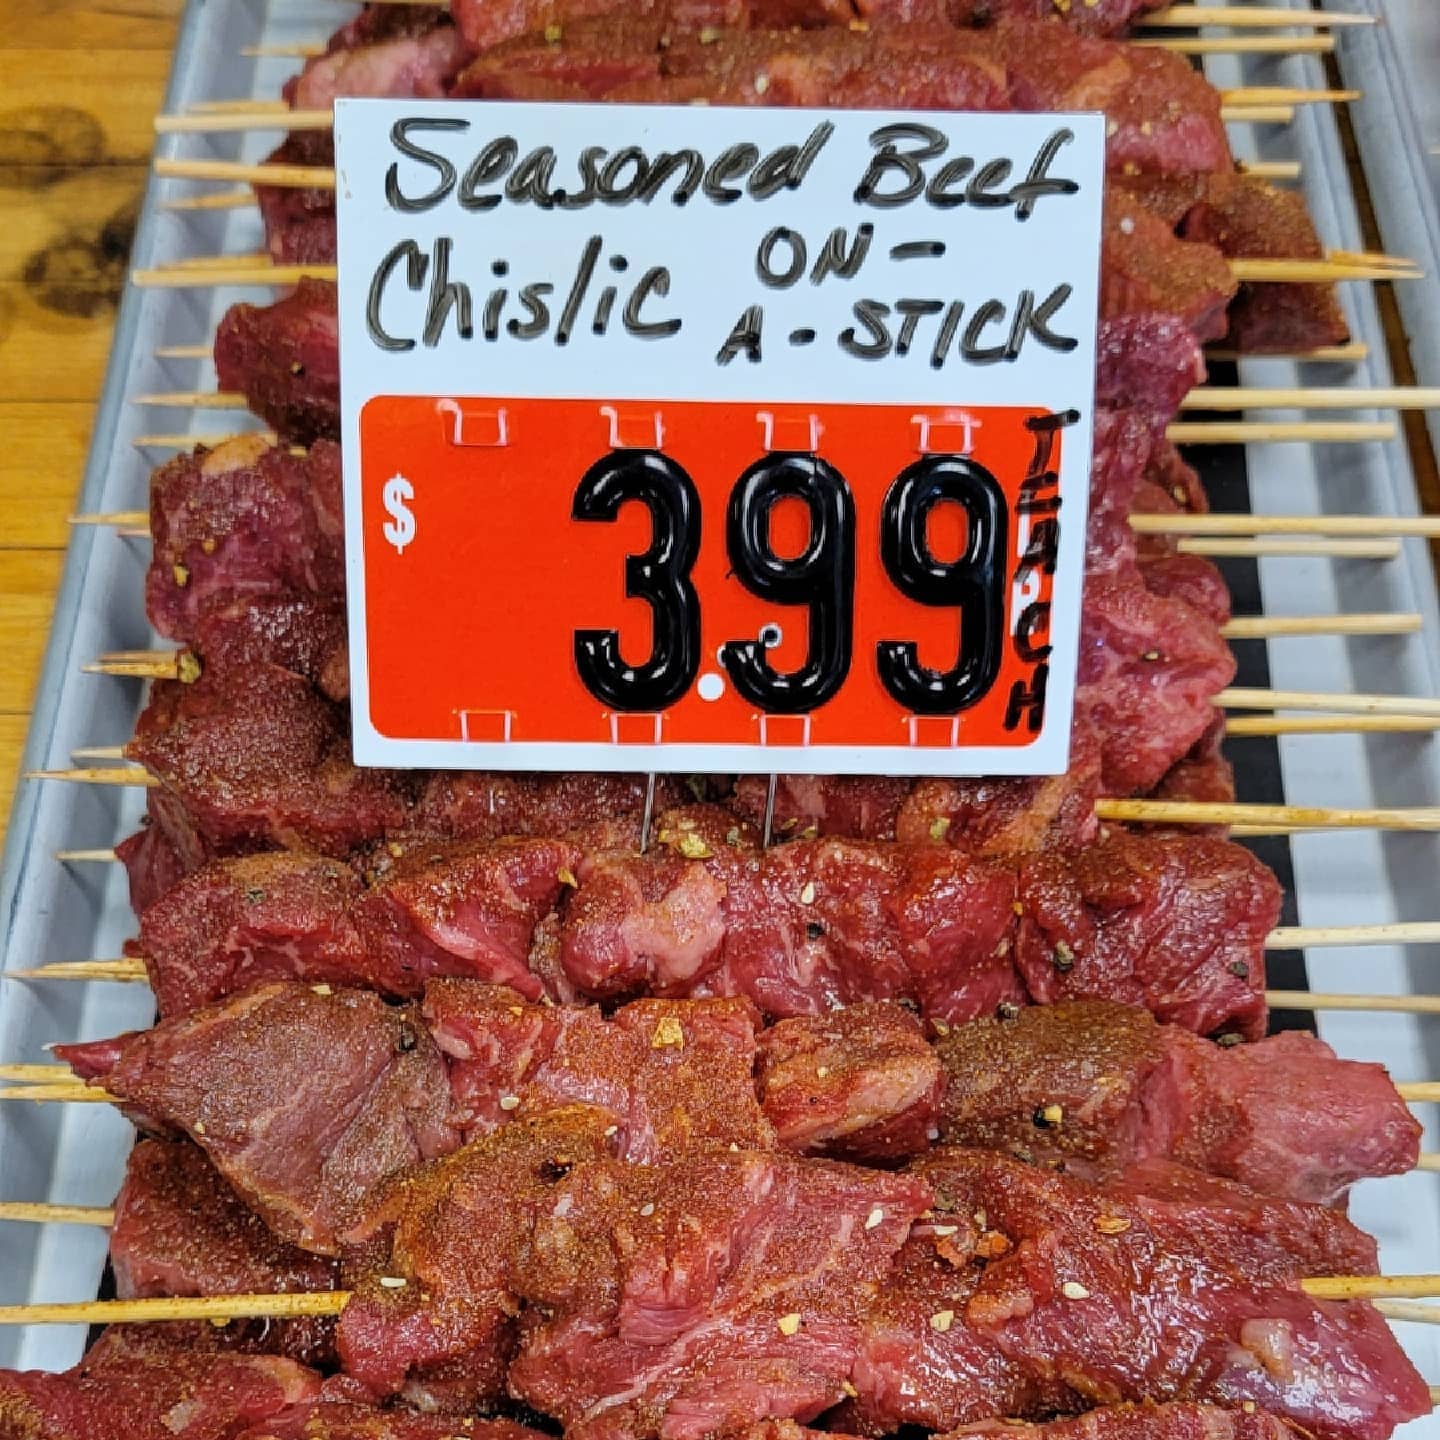 Seasoned Beef
Chislic ON-
A-STICK
$ 3.99
EACH